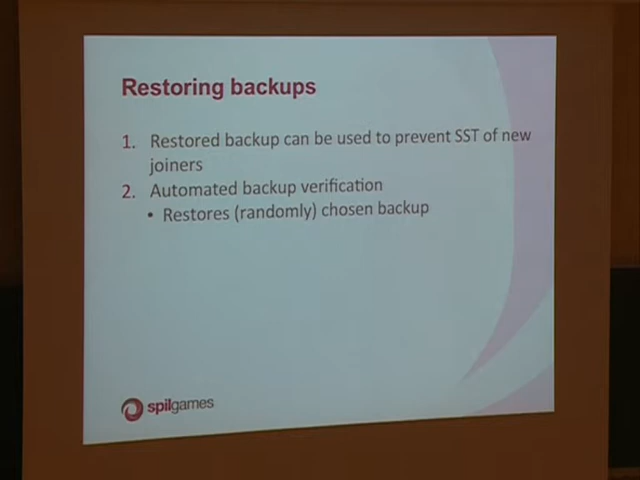 Restoring backups
1. Restored backup can be used to prevent SST of new
joiners
2. Automated backup verification
• Restores (randomly) chosen backup
spilgames